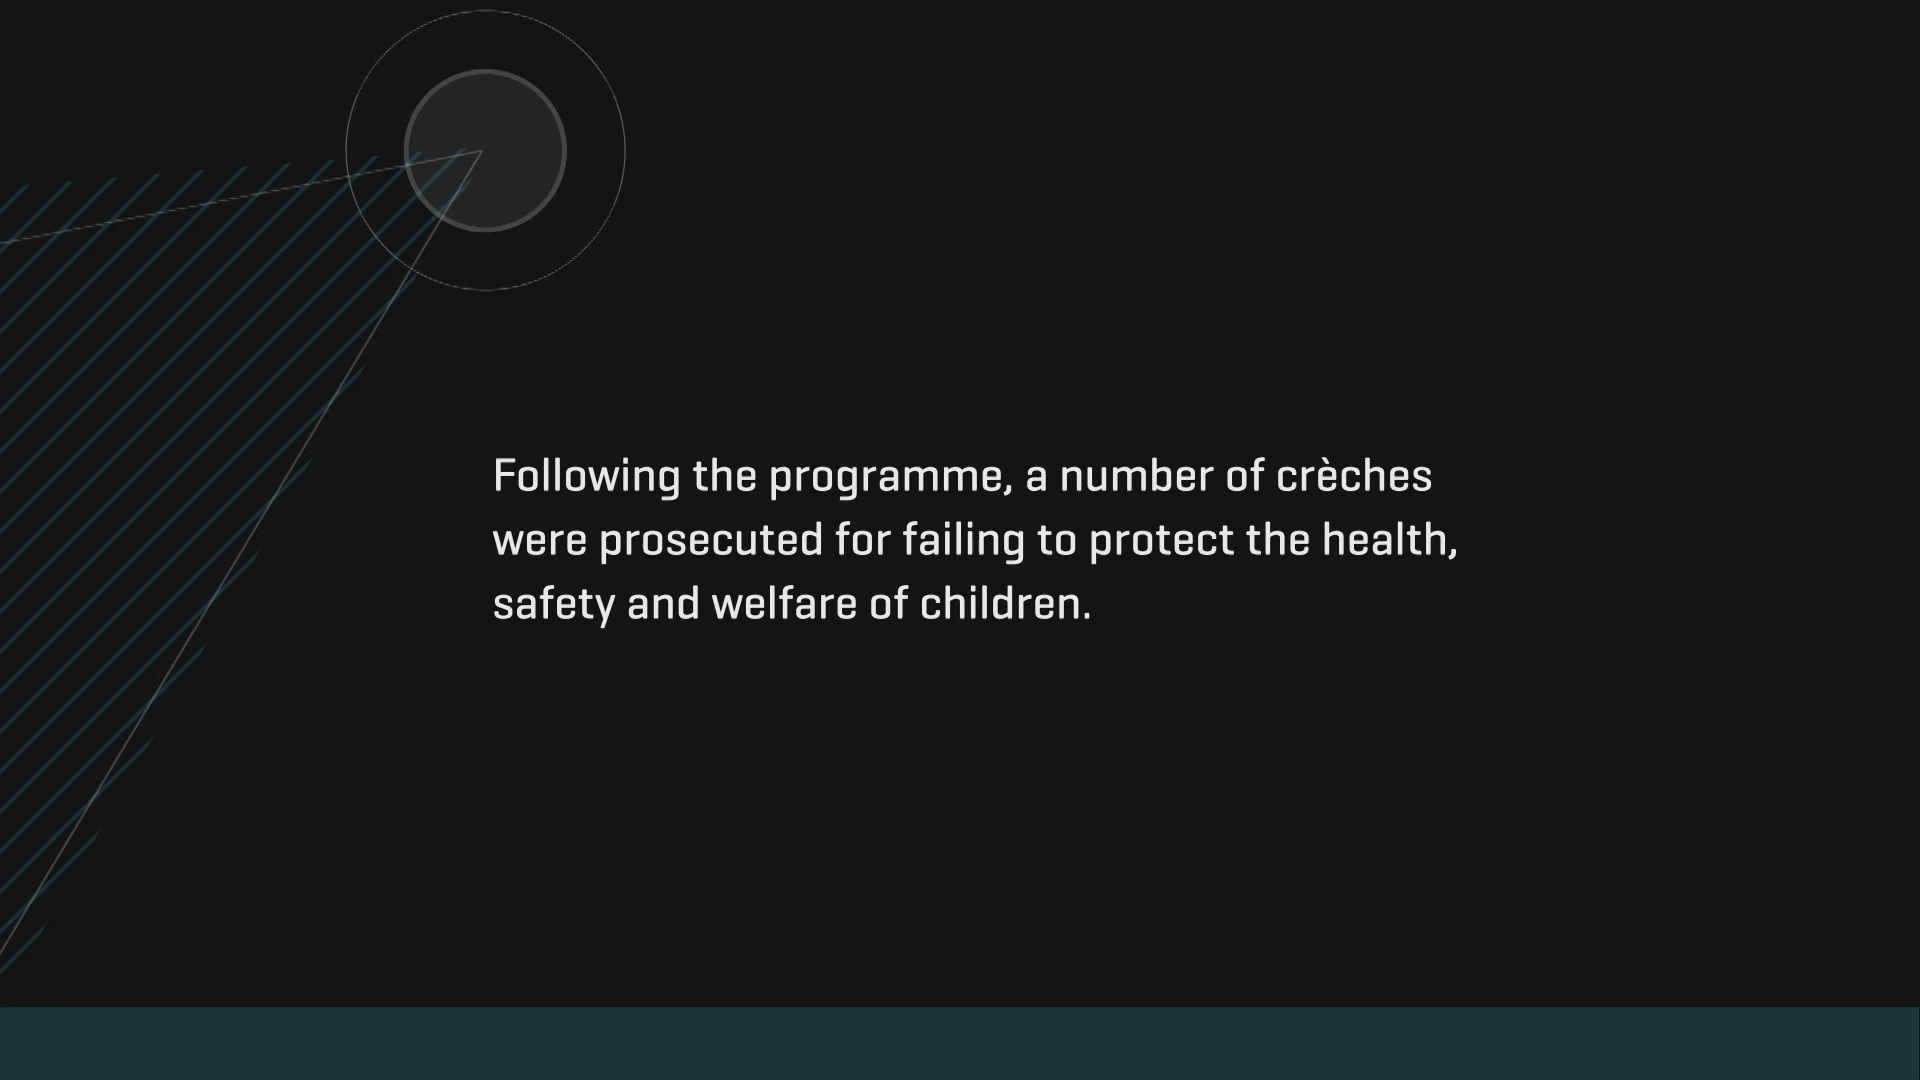 Following the programme, a number of crèches
were prosecuted for failing to protect the health,
safety and welfare of children.